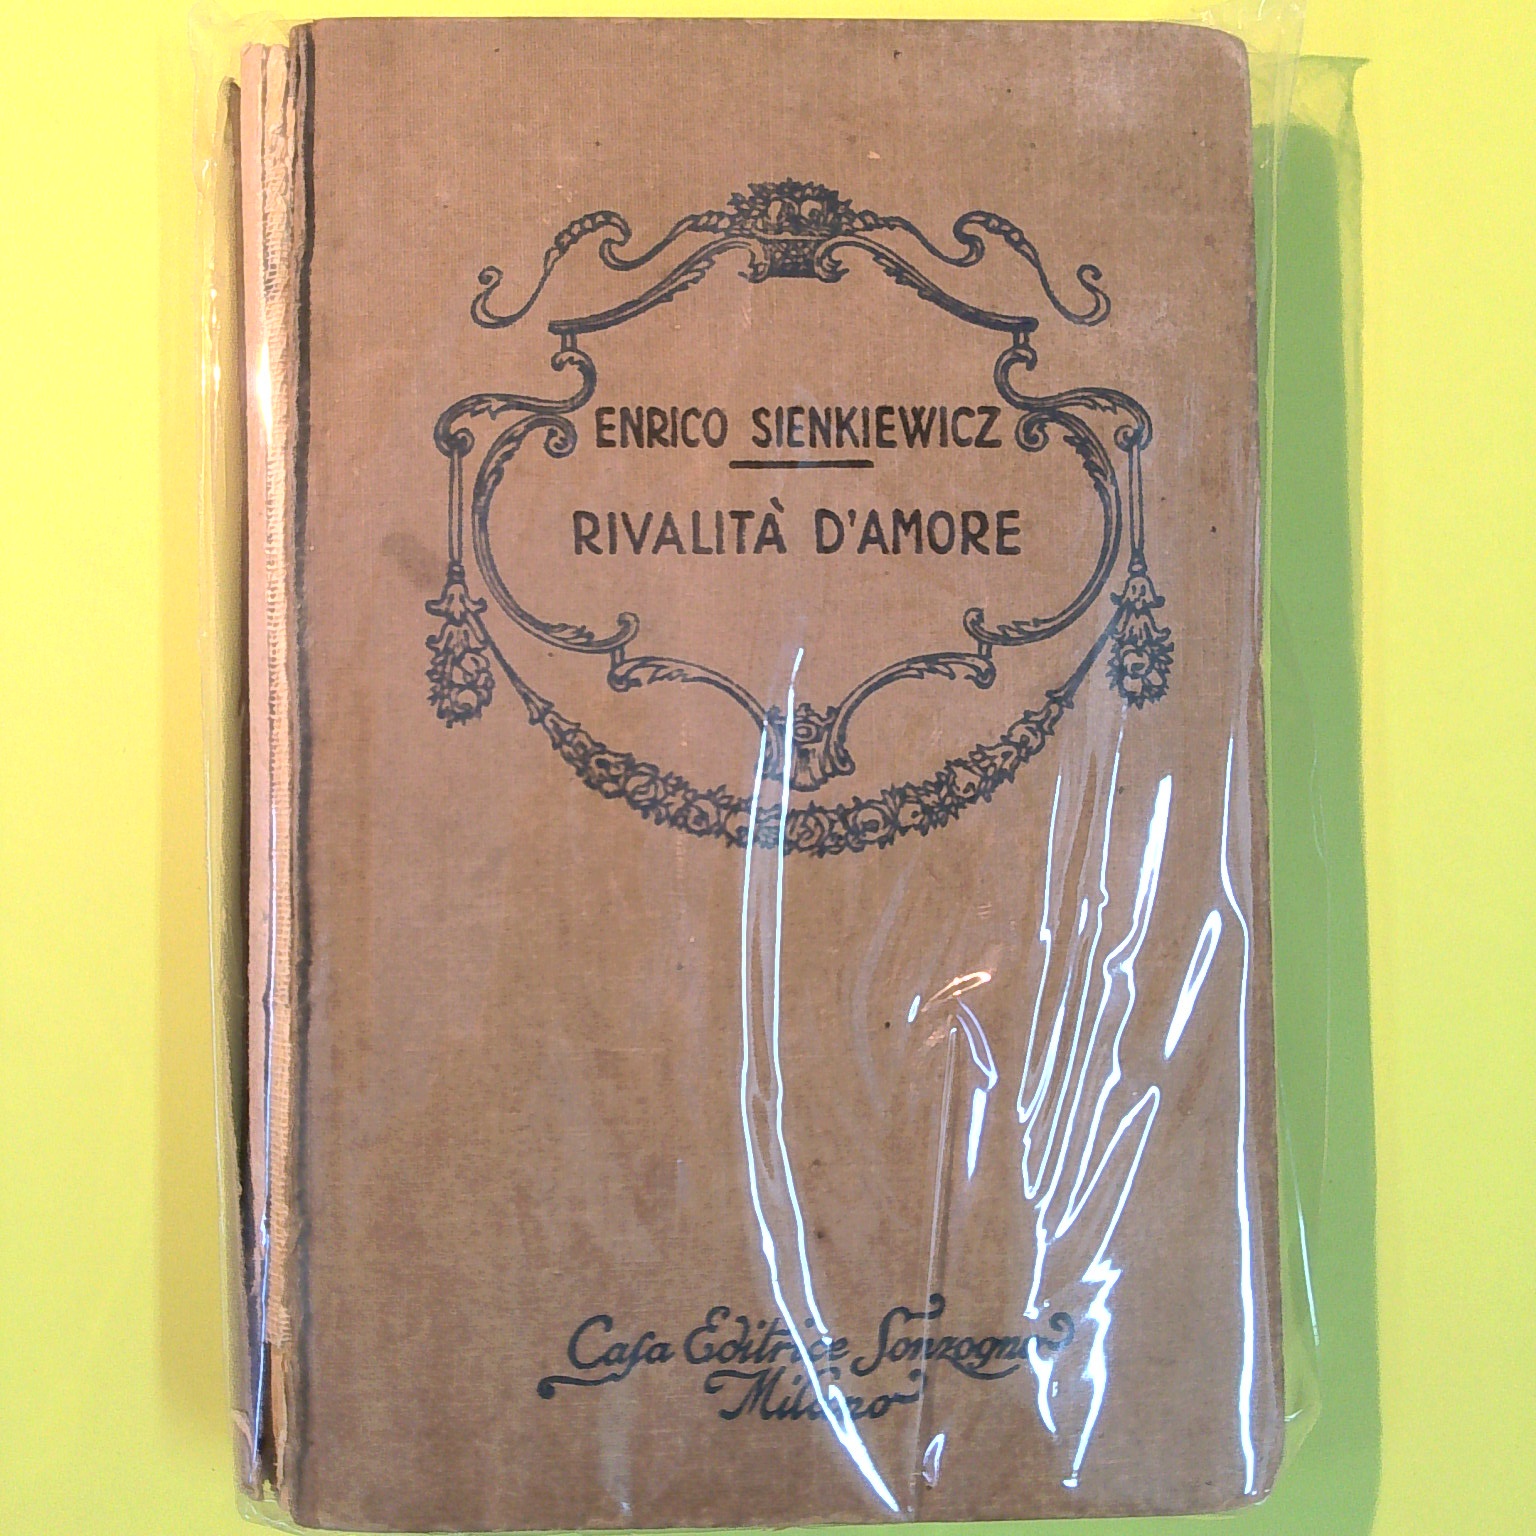 ENRICO SIENKIEWICZ
RIVALITÀ D'AMORE
Casa Editrice Sonzogno
Milano